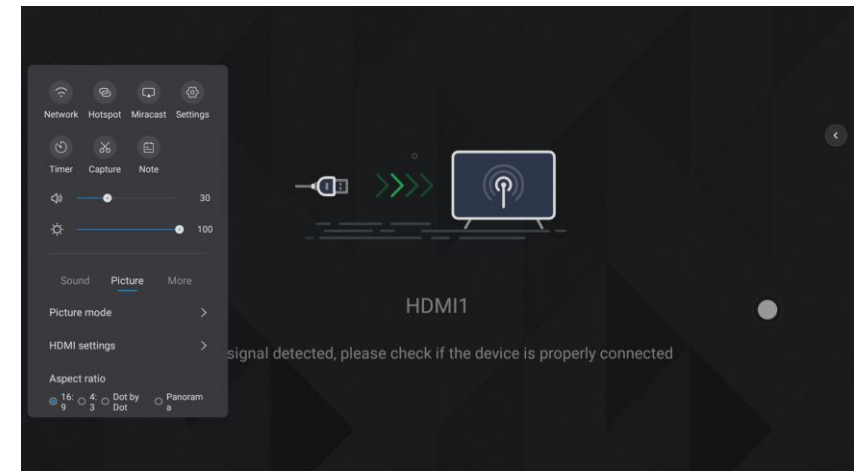 Network Hotspot Miracast Settings
Timer Capture Note
30
100
Sound Picture More
Picture mode
HDMI settings
Aspect ratio
16:9 4:3 Dot by Dot Panorama
HDMI1
signal detected, please check if the device is properly connected